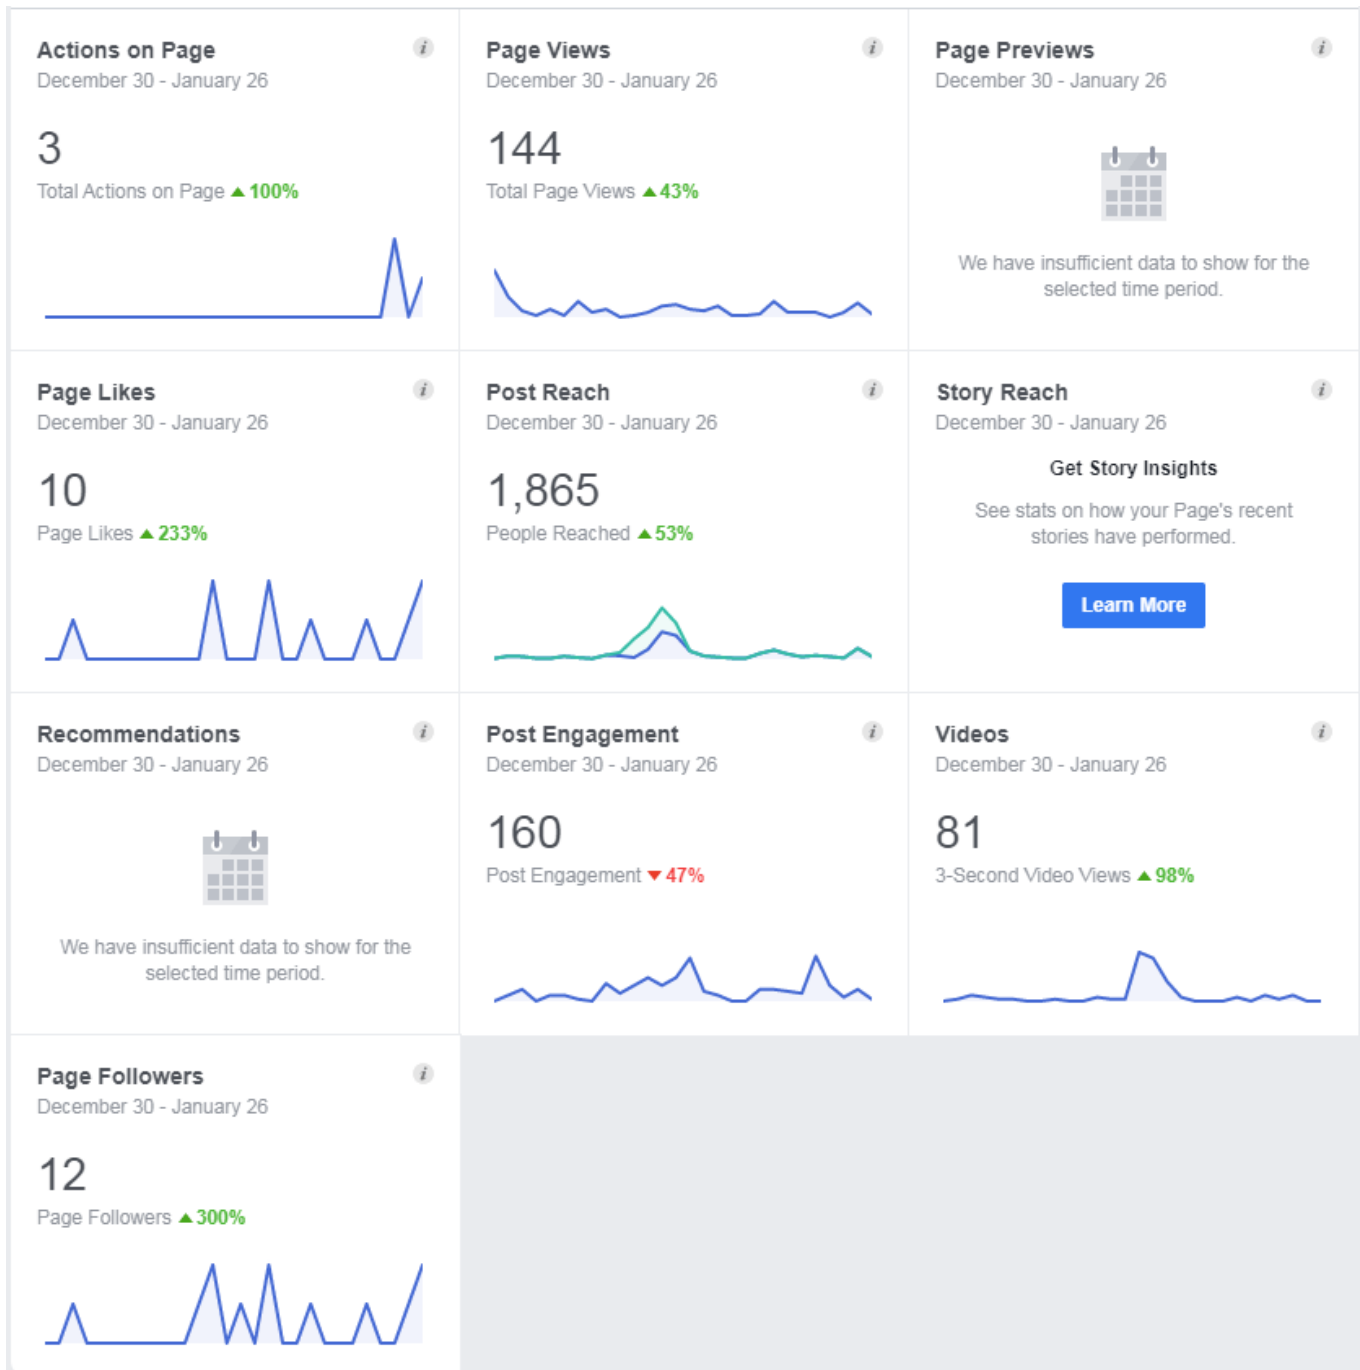 Actions on Page
December 30 - January 26
3
Total Actions on Page ▲ 100%
Page Views
December 30 - January 26
144
Total Page Views ▲ 43%
Page Previews
December 30 - January 26
We have insufficient data to show for the
selected time period.
Page Likes
December 30 - January 26
10
Page Likes ▲ 233%
Post Reach
December 30 - January 26
1,865
People Reached ▲ 53%
Story Reach
December 30 - January 26
Get Story Insights
See stats on how your Page's recent
stories have performed.
Learn More
Recommendations
December 30 - January 26
We have insufficient data to show for the
selected time period.
Post Engagement
December 30 - January 26
160
Post Engagement ▼ 47%
Videos
December 30 - January 26
81
3-Second Video Views ▲ 98%
Page Followers
December 30 - January 26
12
Page Followers ▲ 300%